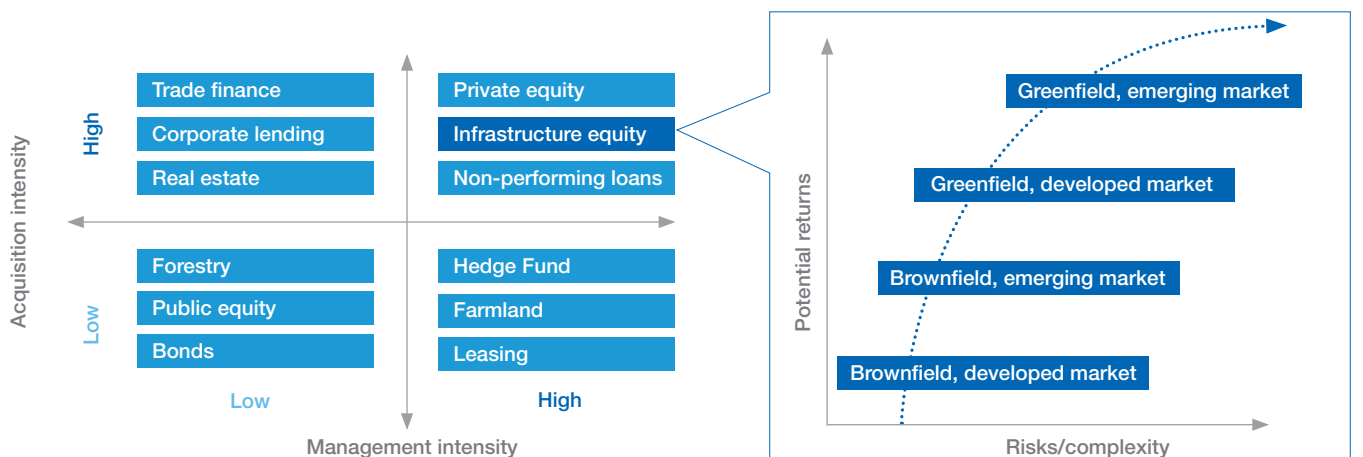 Acquisition intensity
High
Low
Trade finance
Corporate lending
Real estate
Private equity
Infrastructure equity
Non-performing loans
Forestry
Public equity
Bonds
Hedge Fund
Farmland
Leasing
Low
High
Management intensity
Potential returns
Greenfield, emerging market
Greenfield, developed market
Brownfield, emerging market
Brownfield, developed market
Risks/complexity